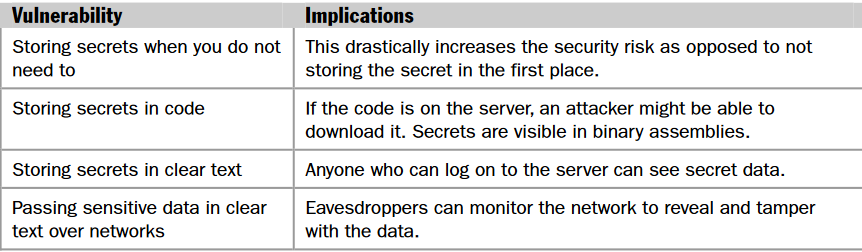 Vulnerability Implications
Storing secrets when you do not This drastically increases the security risk as opposed to not
need to storing the secret in the first place.
Storing secrets in code If the code is on the server, an attacker might be able to
download it. Secrets are visible in binary assemblies.
Storing secrets in clear text Anyone who can log on to the server can see secret data.
Passing sensitive data in clear Eavesdroppers can monitor the network to reveal and tamper
text over networks with the data.